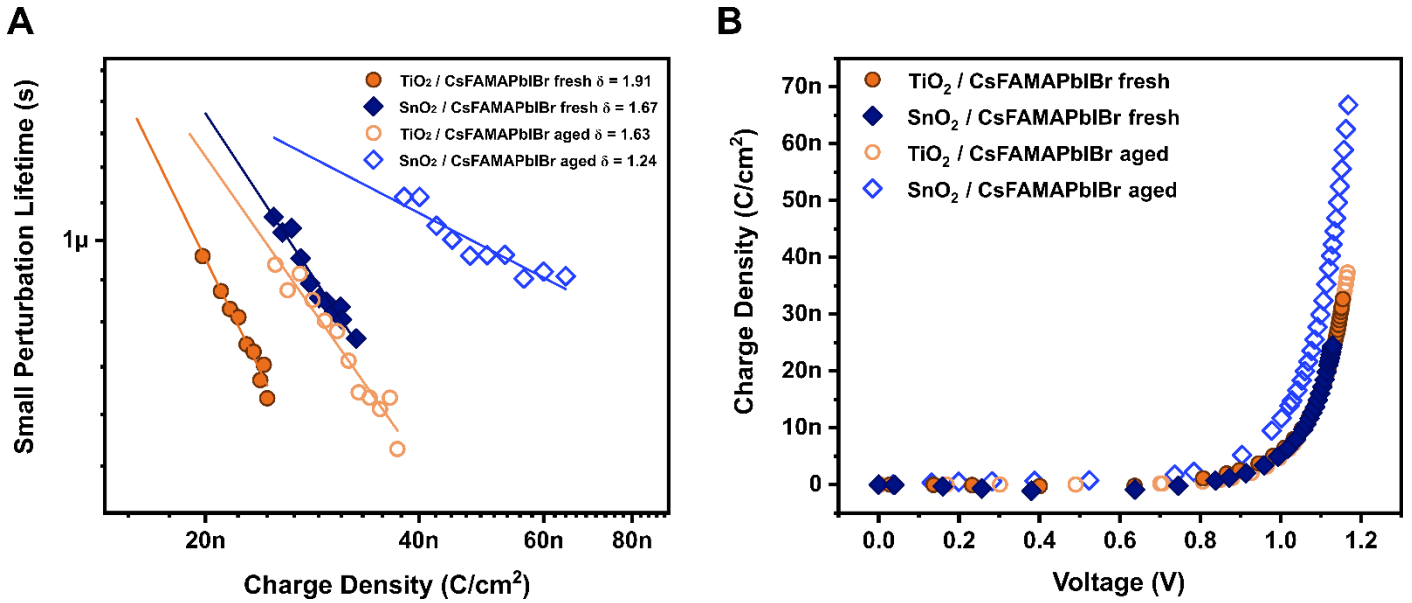 A
Small Perturbation Lifetime (s)
1μ
TiO₂ / CsFAMAPbIBr fresh δ = 1.91
SnO₂ / CsFAMAPbIBr fresh δ = 1.67
TiO₂ / CsFAMAPbIBr aged δ = 1.63
SnO₂ / CsFAMAPbIBr aged δ = 1.24
20n 40n 60n 80n
Charge Density (C/cm²)
B
Charge Density (C/cm²)
70n
60n
50n
40n
30n
20n
10n
0
TiO₂ / CsFAMAPbIBr fresh
SnO₂ / CsFAMAPbIBr fresh
TiO₂ / CsFAMAPbIBr aged
SnO₂ / CsFAMAPbIBr aged
0.0 0.2 0.4 0.6 0.8 1.0 1.2
Voltage (V)